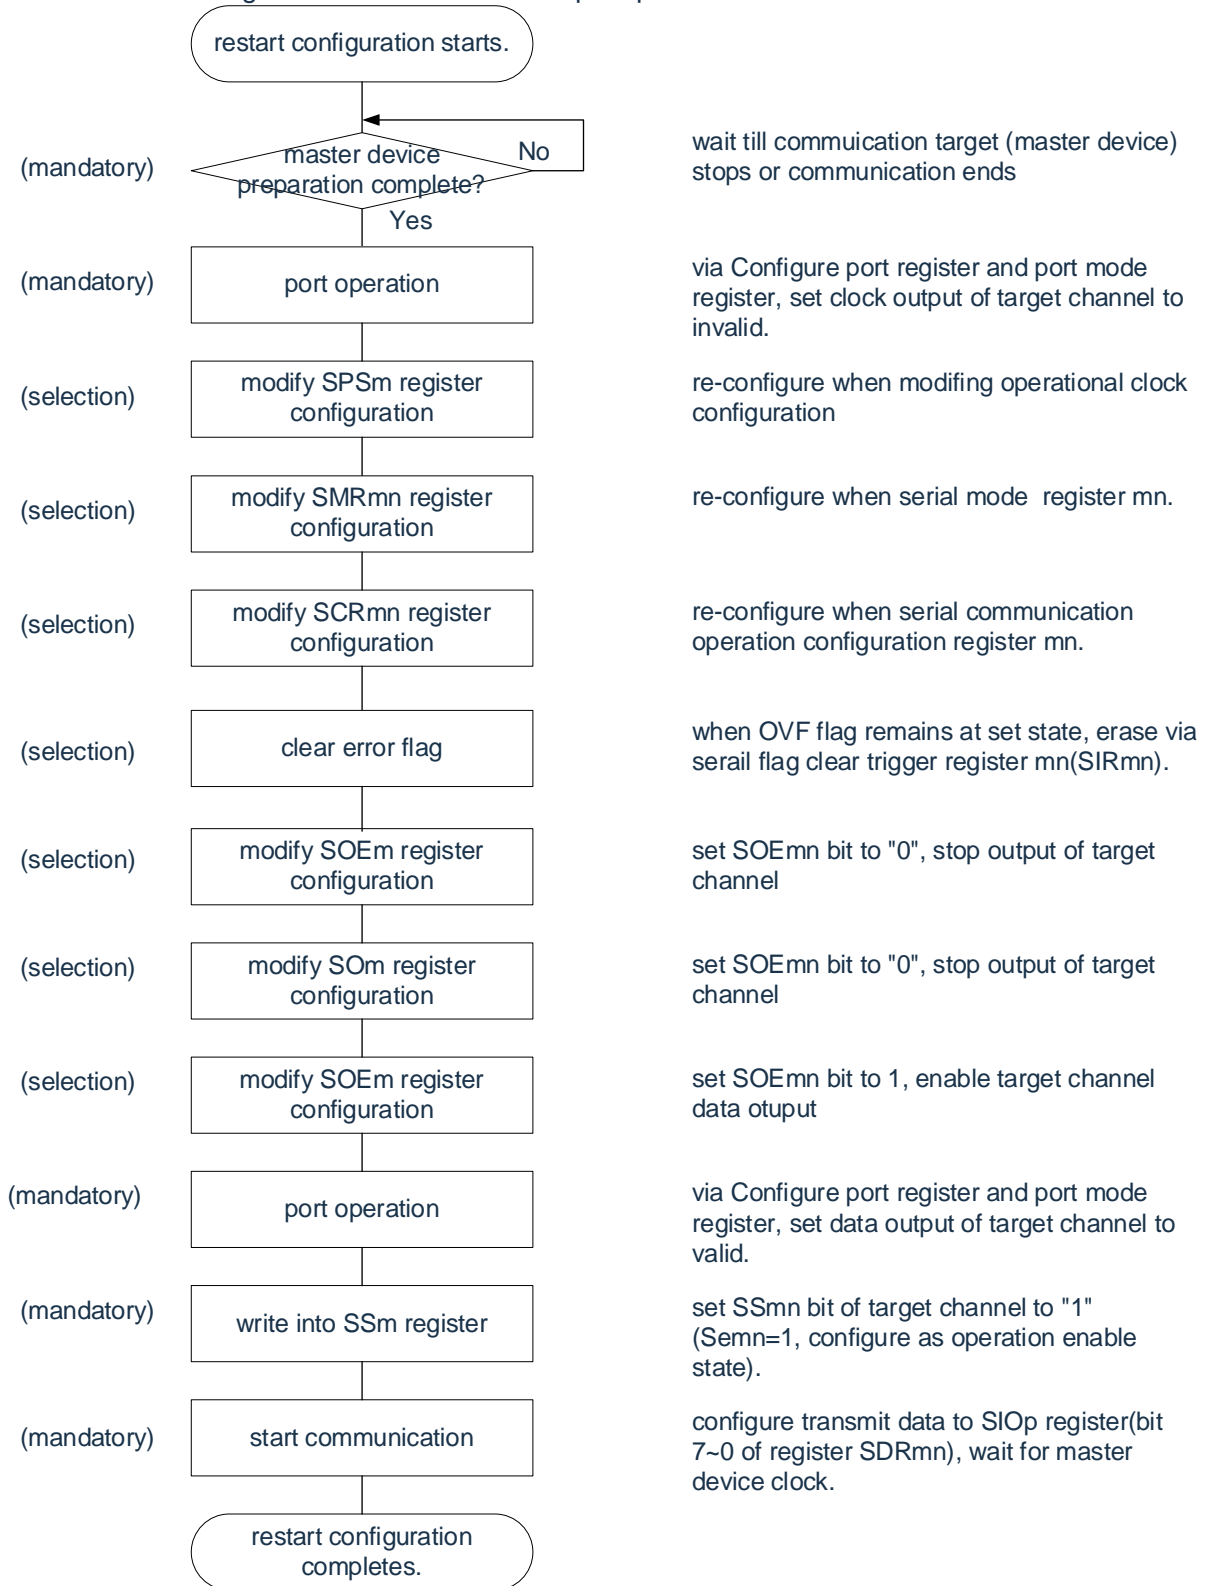 restart configuration starts.
(mandatory)
master device
preparation complete?
No
Yes
wait till commuication target (master device)
stops or communication ends
(mandatory)
port operation
via Configure port register and port mode
register, set clock output of target channel to
invalid.
(selection)
modify SPSm register
configuration
re-configure when modifing operational clock
configuration
(selection)
modify SMRmn register
configuration
re-configure when serial mode  register mn.
(selection)
modify SCRmn register
configuration
re-configure when serial communication
operation configuration register mn.
(selection)
clear error flag
when OVF flag remains at set state, erase via
serail flag clear trigger register mn(SIRmn).
(selection)
modify SOEm register
configuration
set SOEmn bit to "0", stop output of target
channel
(selection)
modify SOm register
configuration
set SOEmn bit to "0", stop output of target
channel
(selection)
modify SOEm register
configuration
set SOEmn bit to 1, enable target channel
data otuput
(mandatory)
port operation
via Configure port register and port mode
register, set data output of target channel to
valid.
(mandatory)
write into SSm register
set SSmn bit of target channel to "1"
(Semn=1, configure as operation enable
state).
(mandatory)
start communication
configure transmit data to SIOp register(bit
7~0 of register SDRmn), wait for master
device clock.
restart configuration
completes.